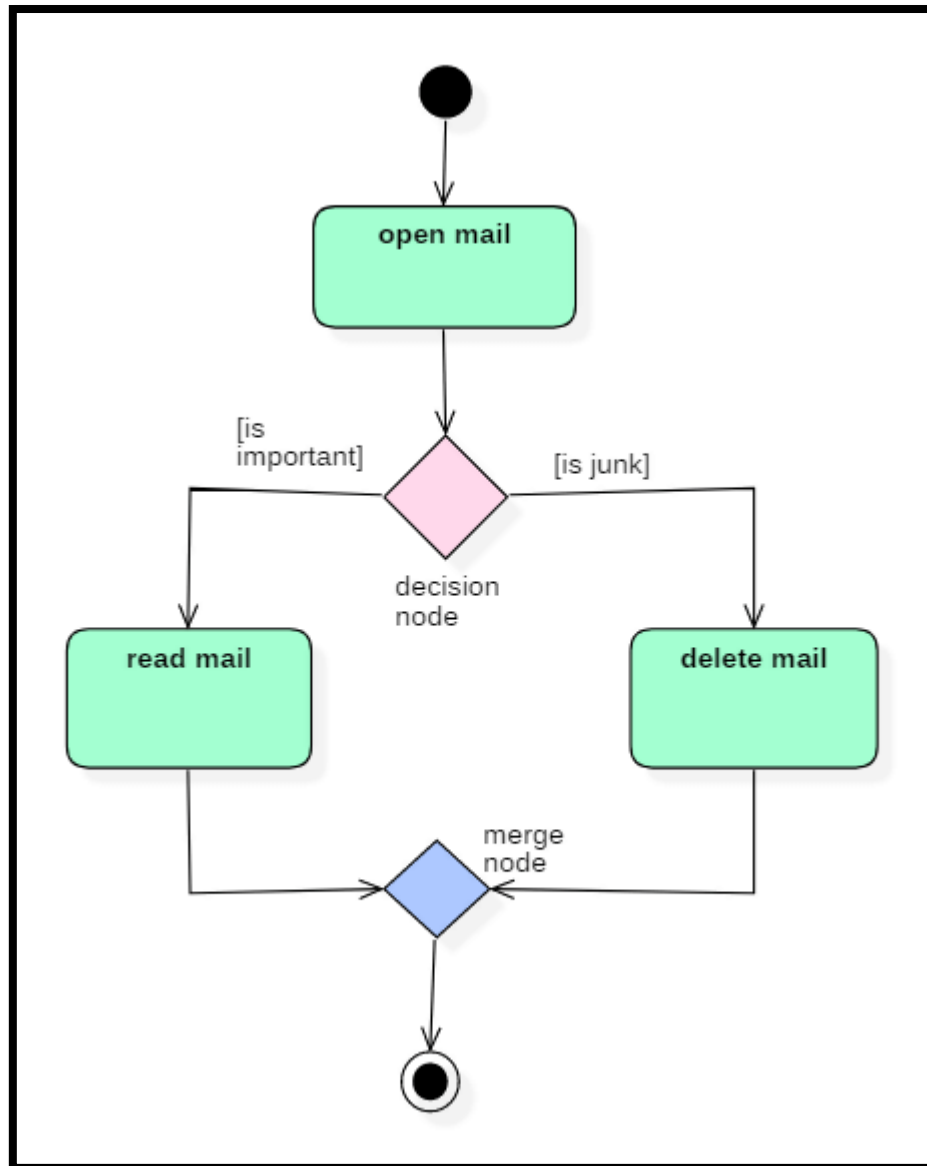 open mail
[is
important]
[is junk]
decision
node
read mail
delete mail
merge
node